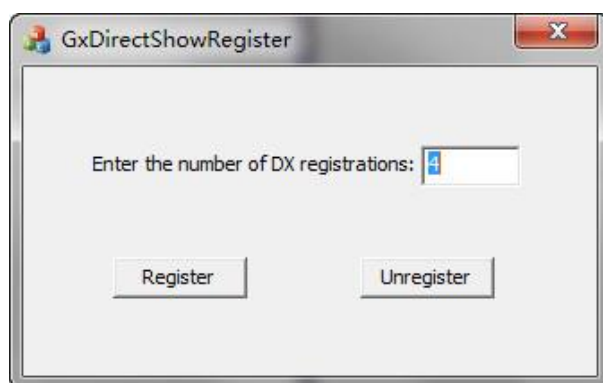 GxDirectShowRegister
Enter the number of DX registrations: 4
Register Unregister